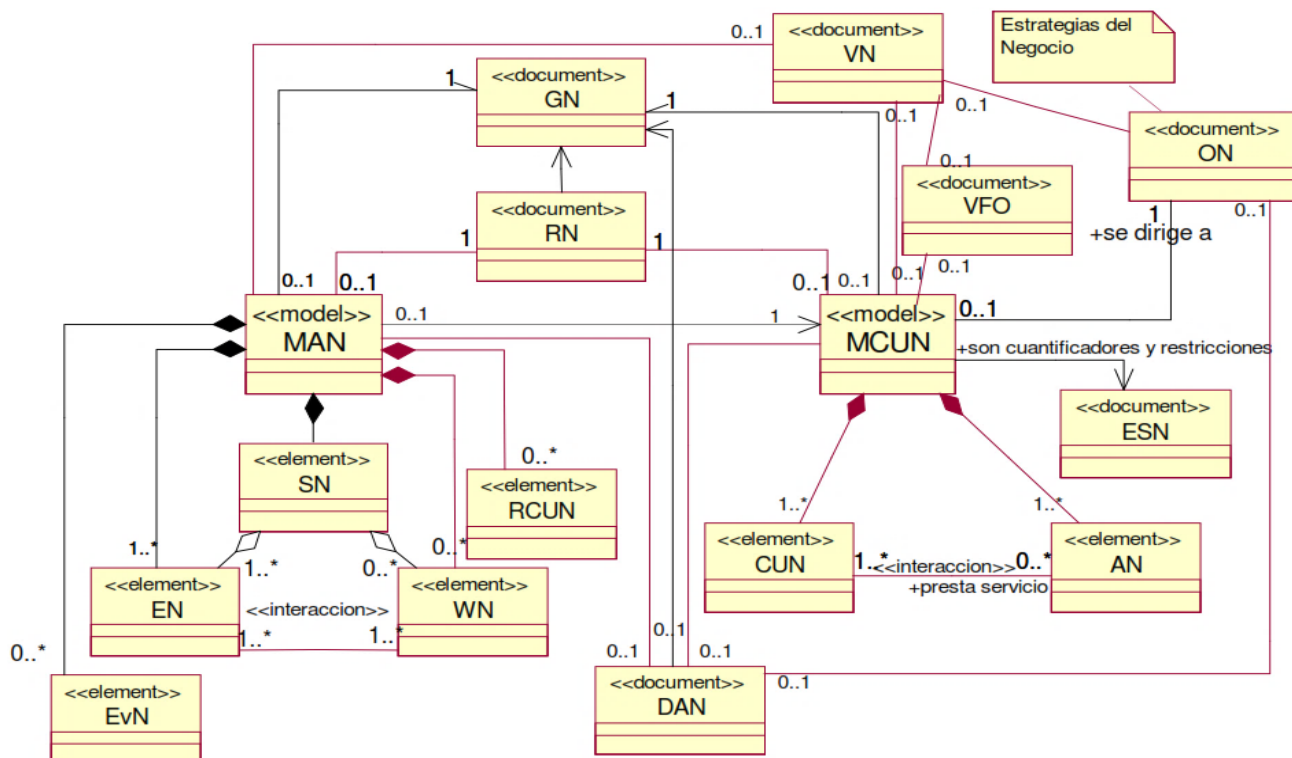 0..1
<<document>>
VN
Estrategias del
Negocio
1
<<document>>
GN
1
1
0..1
0..1
<<document>>
ON
0..1
<<document>>
VFO
<<document>>
RN
1
0..1
+se dirige a
1
1
0..1
0..1
0..1
0..1
0..1
0..1
<<model>>
MAN
0..1
1
<<model>>
MCUN
0..1
+son cuantificadores y restricciones
<<document>>
ESN
<<element>>
SN
0..*
<<element>>
RCUN
1..*
1..*
1..*
1..*
0..*
0..*
<<element>>
CUN
1..*
<<interaccion>>
0..*
+presta servicio
<<element>>
AN
<<element>>
EN
<<interaccion>>
1..*
1..*
<<element>>
WN
0..*
0..1
0..1
0..1
0..1
<<element>>
EvN
<<document>>
DAN